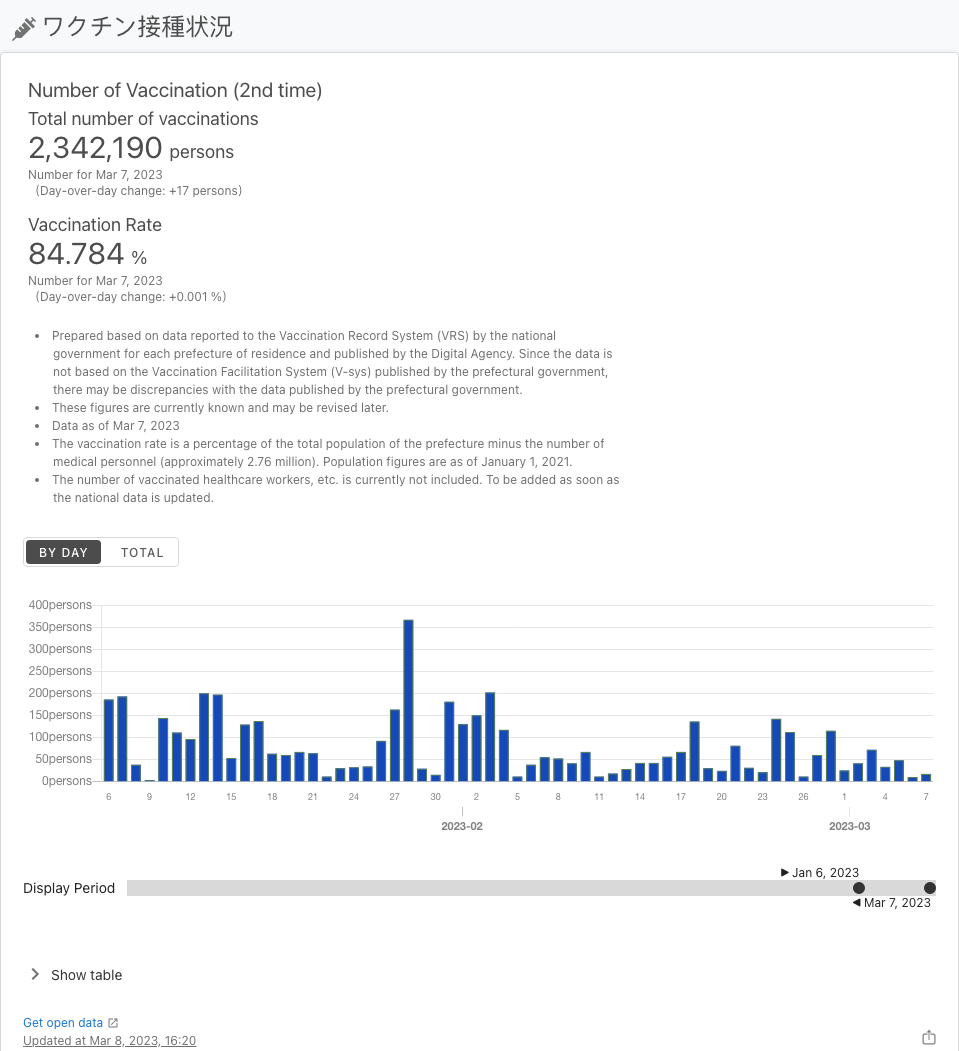 ワクチン接種状況
Number of Vaccination (2nd time)
Total number of vaccinations
2,342,190 persons
Number for Mar 7, 2023
(Day-over-day change: +17 persons)
Vaccination Rate
84.784 %
Number for Mar 7, 2023
(Day-over-day change: +0.001 %)
• Prepared based on data reported to the Vaccination Record System (VRS) by the national
government for each prefecture of residence and published by the Digital Agency. Since the data is
not based on the Vaccination Facilitation System (V-sys) published by the prefectural government,
there may be discrepancies with the data published by the prefectural government.
• These figures are currently known and may be revised later.
• Data as of Mar 7, 2023
• The vaccination rate is a percentage of the total population of the prefecture minus the number of
medical personnel (approximately 2.76 million). Population figures are as of January 1, 2021.
• The number of vaccinated healthcare workers, etc. is currently not included. To be added as soon as
the national data is updated.
BY DAY TOTAL
400persons
350persons
300persons
250persons
200persons
150persons
100persons
50persons
0persons
6 9 12 15 18 21 24 27 30 2 5 8 11 14 17 20 23 26 1 4 7
2023-02 2023-03
Jan 6, 2023
Display Period
Mar 7, 2023
Show table
Get open data
Updated at Mar 8, 2023, 16:20